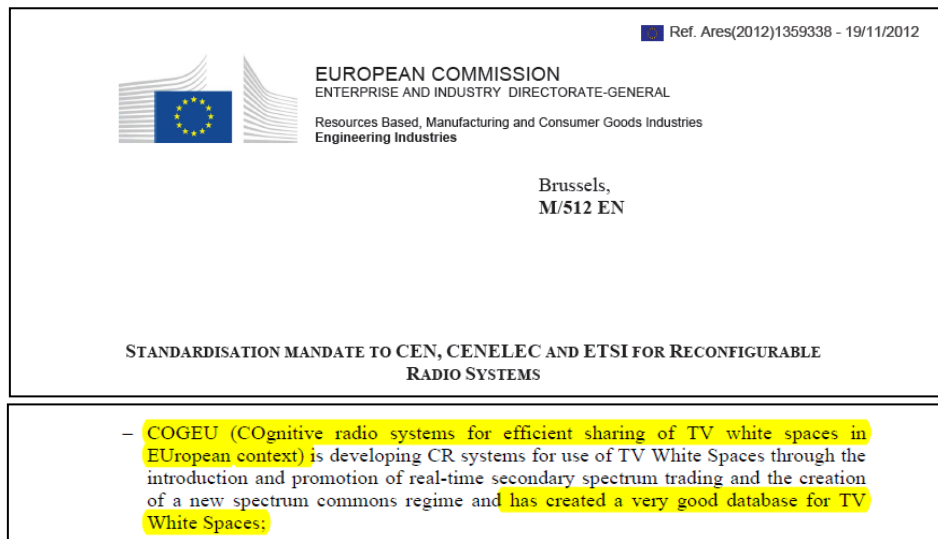 Ref. Ares(2012)1359338 - 19/11/2012
EUROPEAN COMMISSION
ENTERPRISE AND INDUSTRY DIRECTORATE-GENERAL
Resources Based, Manufacturing and Consumer Goods Industries
Engineering Industries
Brussels,
M/512 EN
STANDARDISATION MANDATE TO CEN, CENELEC AND ETSI FOR RECONFIGURABLE
RADIO SYSTEMS
– COGEU (COgnitive radio systems for efficient sharing of TV white spaces in
EUropean context) is developing CR systems for use of TV White Spaces through the
introduction and promotion of real-time secondary spectrum trading and the creation
of a new spectrum commons regime and has created a very good database for TV
White Spaces;